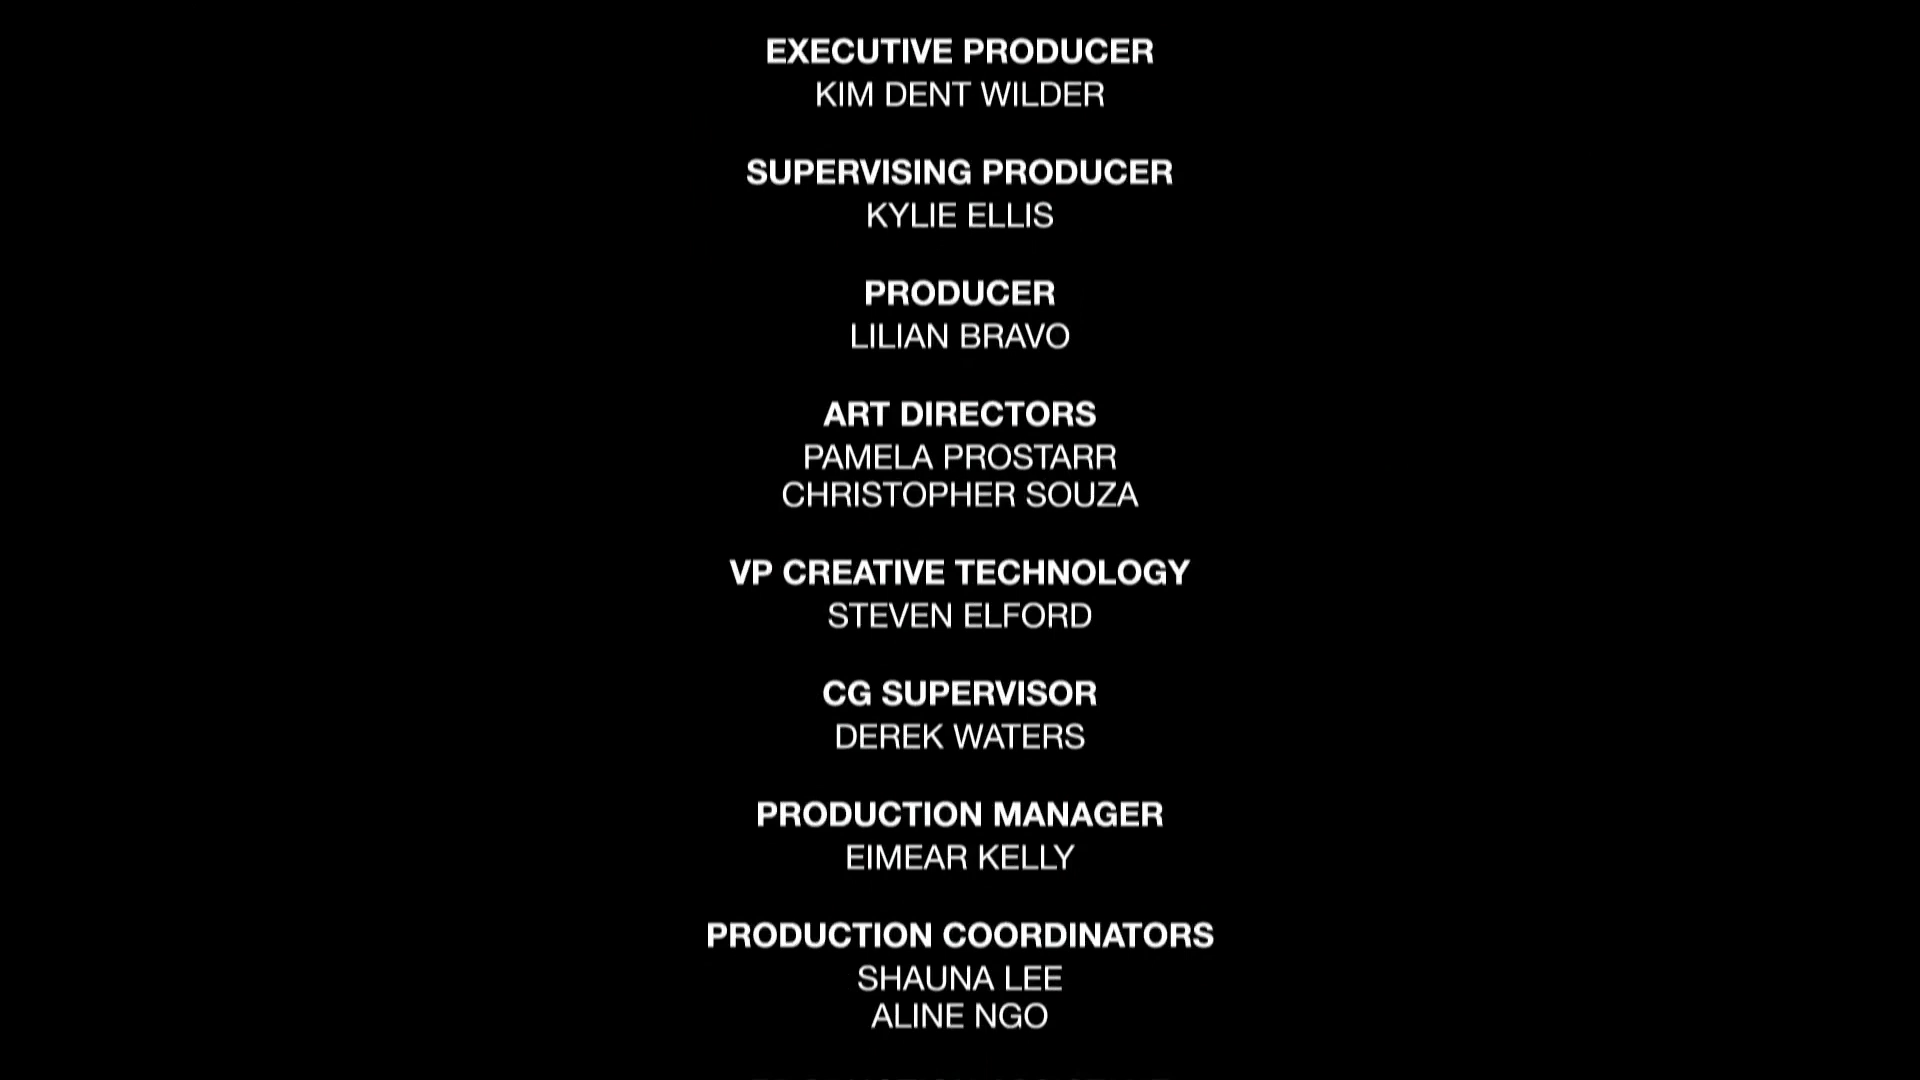 EXECUTIVE PRODUCER
KIM DENT WILDER
SUPERVISING PRODUCER
KYLIE ELLIS
PRODUCER
LILIAN BRAVO
ART DIRECTORS
PAMELA PROSTARR
CHRISTOPHER SOUZA
VP CREATIVE TECHNOLOGY
STEVEN ELFORD
CG SUPERVISOR
DEREK WATERS
PRODUCTION MANAGER
EIMEAR KELLY
PRODUCTION COORDINATORS
SHAUNA LEE
ALINE NGO